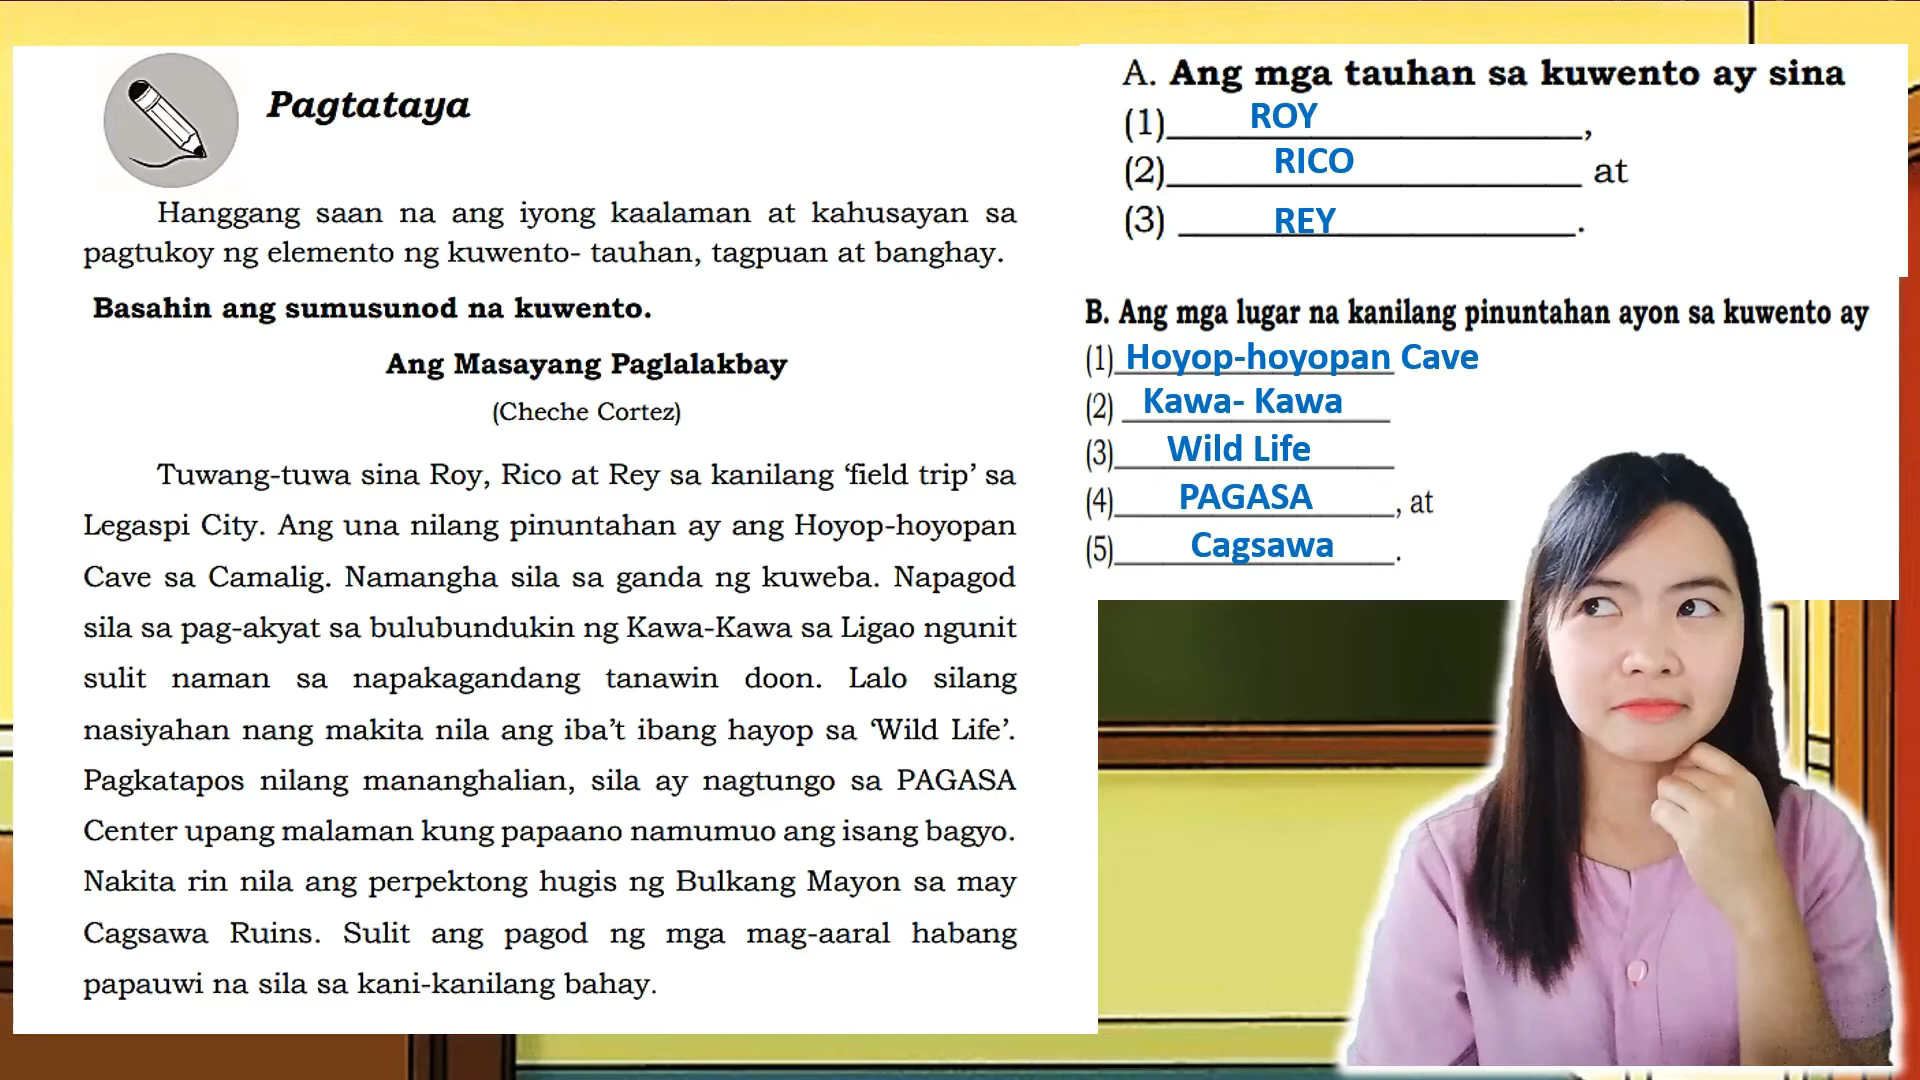 Pagtataya
Hanggang saan na ang iyong kaalaman at kahusayan sa
pagtukoy ng elemento ng kuwento- tauhan, tagpuan at banghay.
Basahin ang sumusunod na kuwento.
Ang Masayang Paglalakbay
(Cheche Cortez)
Tuwang-tuwa sina Roy, Rico at Rey sa kanilang ‘field trip’ sa
Legaspi City. Ang una nilang pinuntahan ay ang Hoyop-hoyopan
Cave sa Camalig. Namangha sila sa ganda ng kuweba. Napagod
sila sa pag-akyat sa bulubundukin ng Kawa-Kawa sa Ligao ngunit
sulit naman sa napakagandang tanawin doon. Lalo silang
nasiyahan nang makita nila ang iba’t ibang hayop sa ‘Wild Life’.
Pagkatapos nilang mananghalian, sila ay nagtungo sa PAGASA
Center upang malaman kung papaano namumuo ang isang bagyo.
Nakita rin nila ang perpektong hugis ng Bulkang Mayon sa may
Cagsawa Ruins. Sulit ang pagod ng mga mag-aaral habang
papauwi na sila sa kani-kanilang bahay.
A. Ang mga tauhan sa kuwento ay sina
(1) ROY,
(2) RICO at
(3) REY.
B. Ang mga lugar na kanilang pinuntahan ayon sa kuwento ay
(1) Hoyop-hoyopan Cave
(2) Kawa- Kawa
(3) Wild Life
(4) PAGASA, at
(5) Cagsawa.